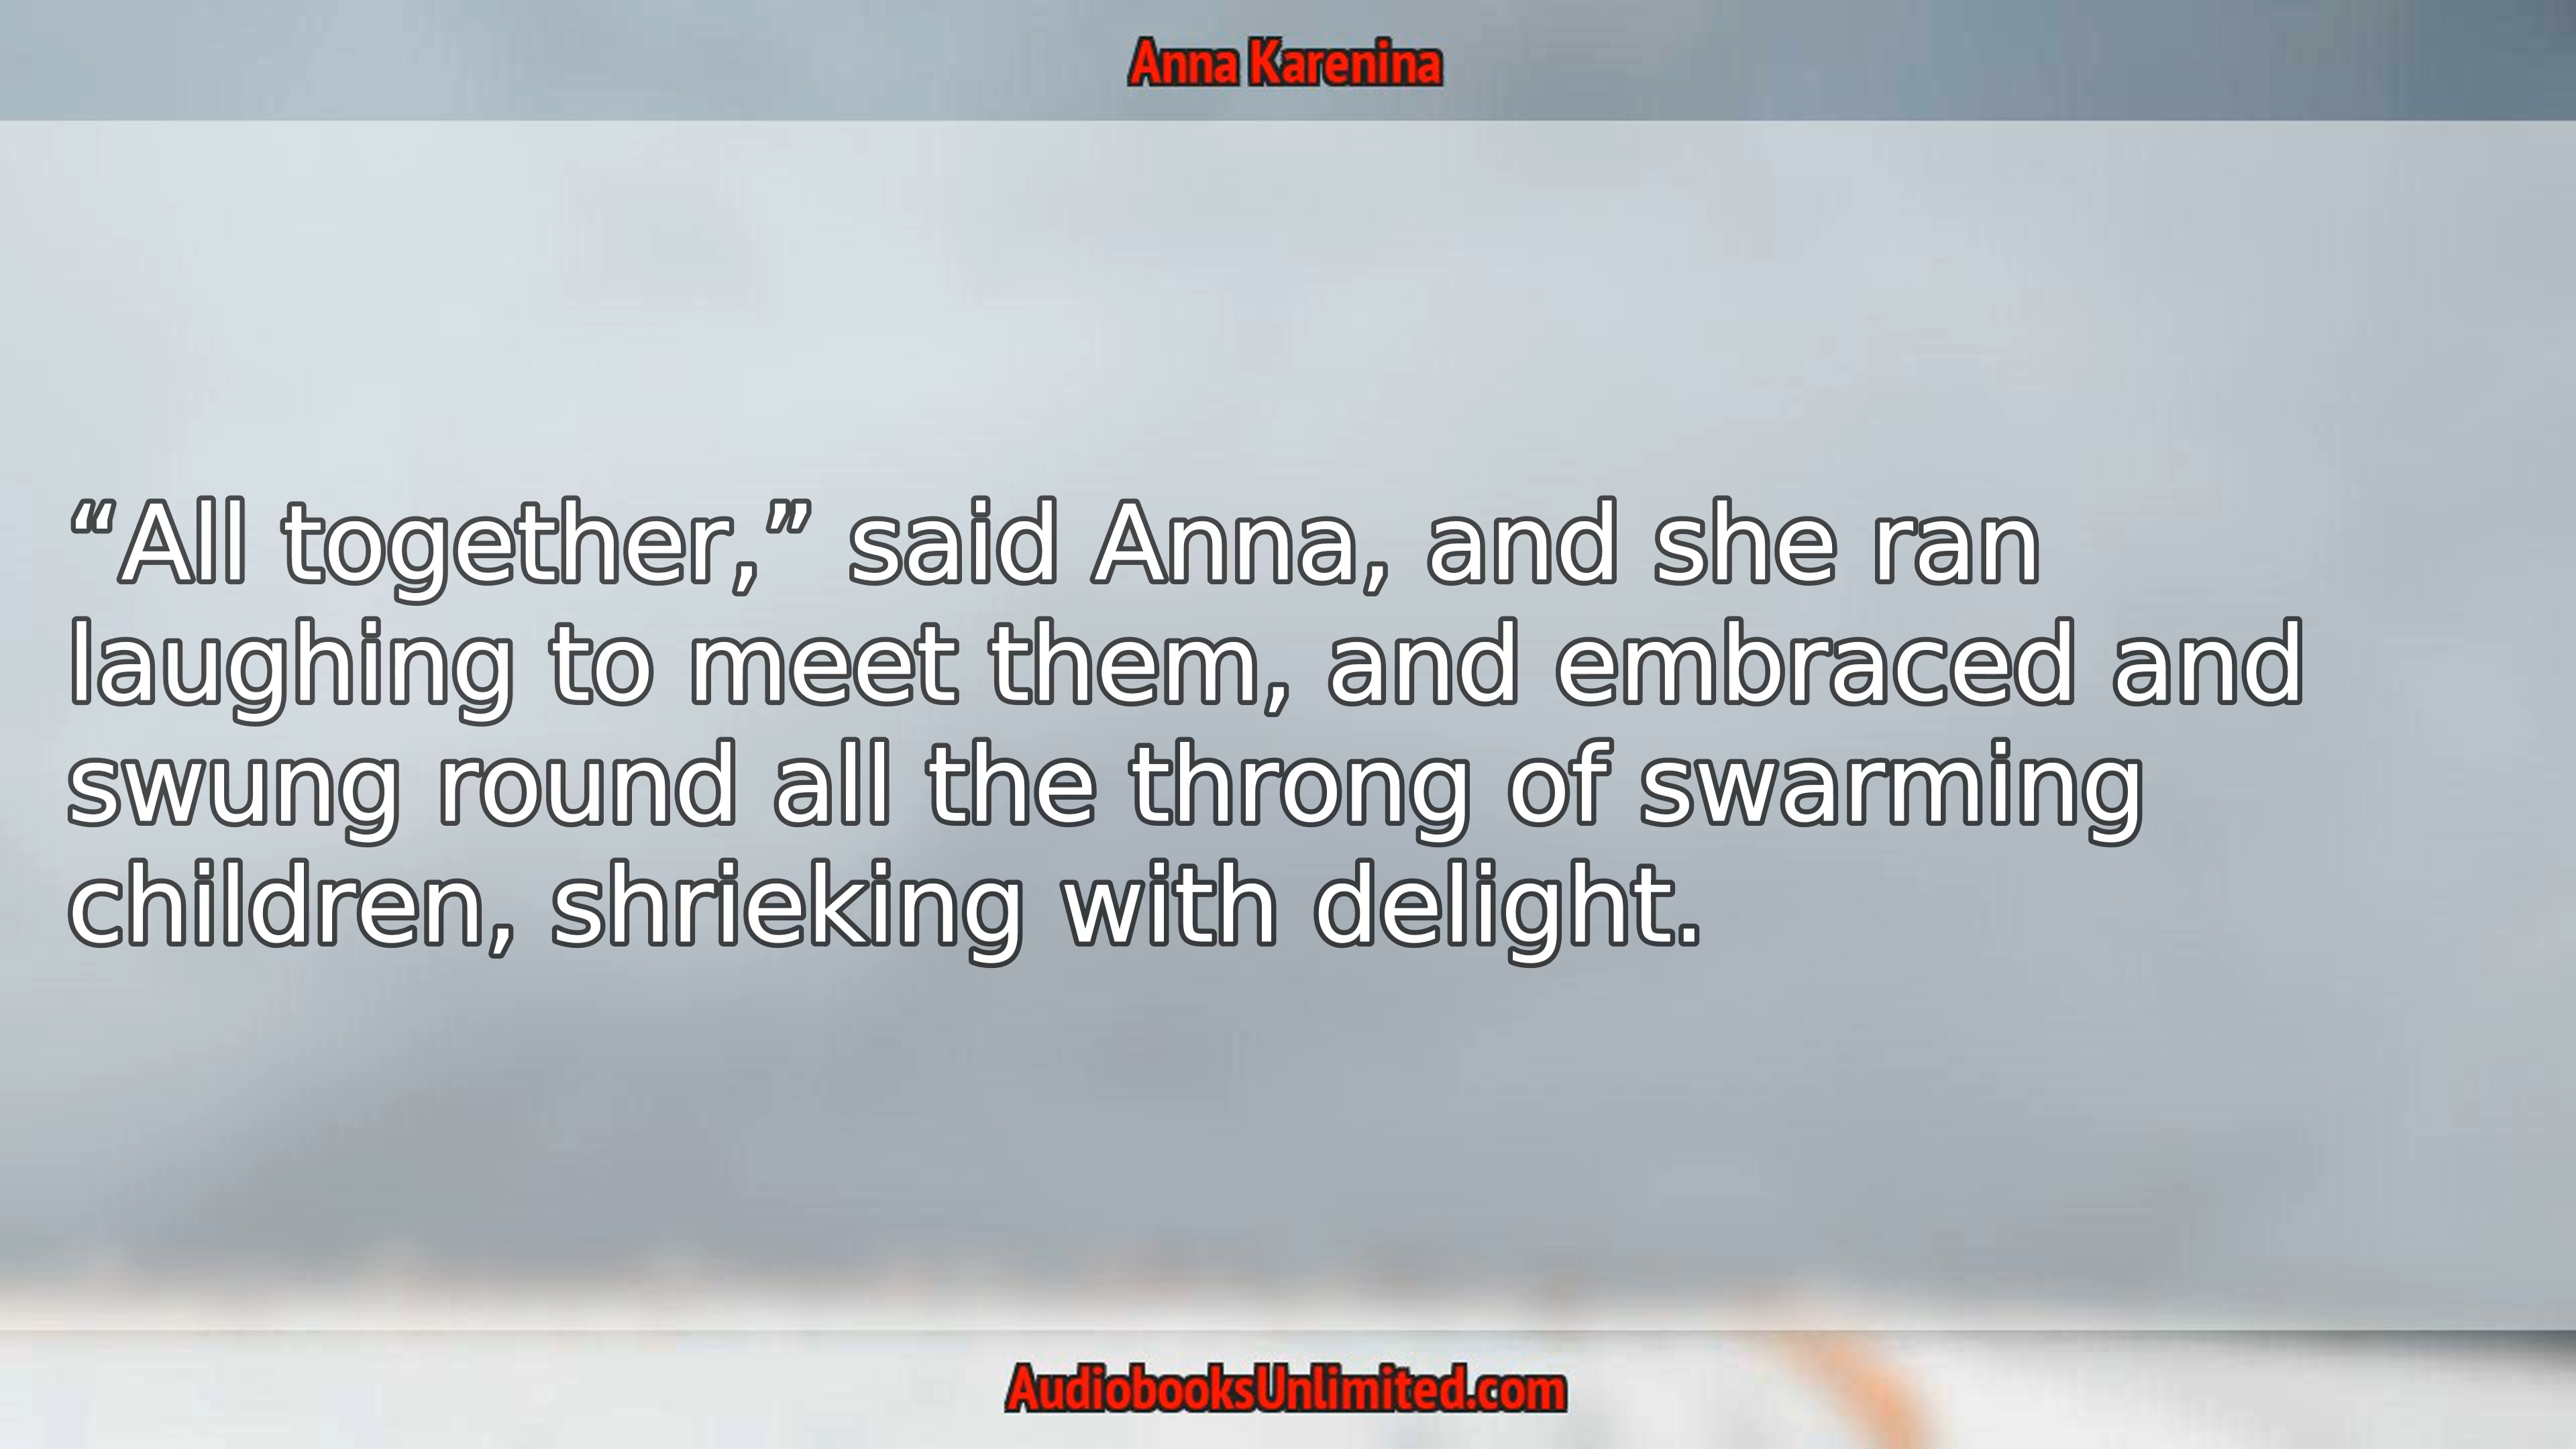 Anna Karenina
“All together,” said Anna, and she ran
laughing to meet them, and embraced and
swung round all the throng of swarming
children, shrieking with delight.
AudiobooksUnlimited.com